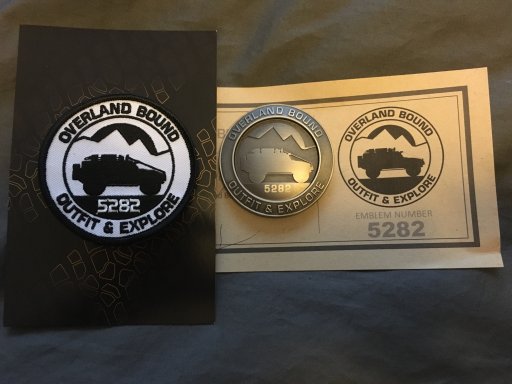 OVERLAND BOUND
5282
OUTFIT & EXPLORE
OVERLAND BOUND
5282
OUTFIT & EXPLORE
OVERLAND BOUND
OUTFIT & EXPLORE
EMBLEM NUMBER
5282